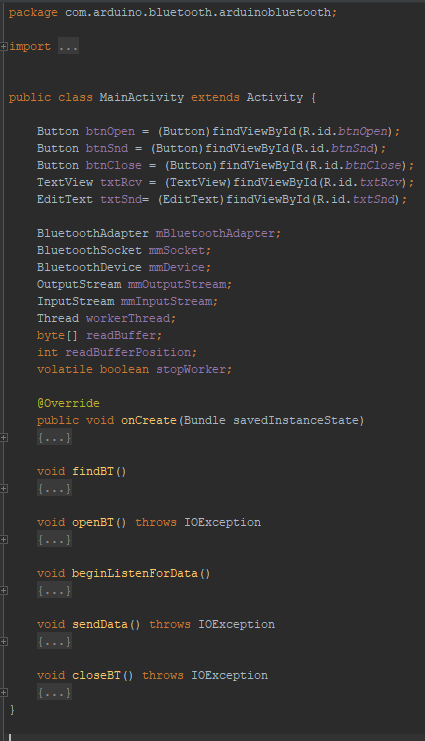 package com.arduino.bluetooth.arduinobluetooth;
import ...
public class MainActivity extends Activity {
Button btnOpen = (Button)findViewById(R.id.btnOpen);
Button btnSnd = (Button)findViewById(R.id.btnSnd);
Button btnClose = (Button)findViewById(R.id.btnClose);
TextView txtRcv = (TextView)findViewById(R.id.txtRcv);
EditText txtSnd= (EditText)findViewById(R.id.txtSnd);
BluetoothAdapter mBluetoothAdapter;
BluetoothSocket mmSocket;
BluetoothDevice mmDevice;
OutputStream mmOutputStream;
InputStream mmInputStream;
Thread workerThread;
byte[] readBuffer;
int readBufferPosition;
volatile boolean stopWorker;
@Override
public void onCreate(Bundle savedInstanceState)
{...}
void findBT()
{...}
void openBT() throws IOException
{...}
void beginListenForData()
{...}
void sendData() throws IOException
{...}
void closeBT() throws IOException
{...}
}